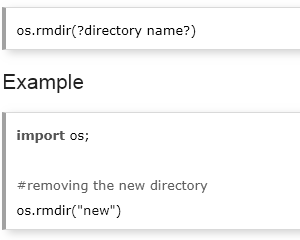 os.rmdir(?directory name?)
Example
import os;
#removing the new directory
os.rmdir("new")